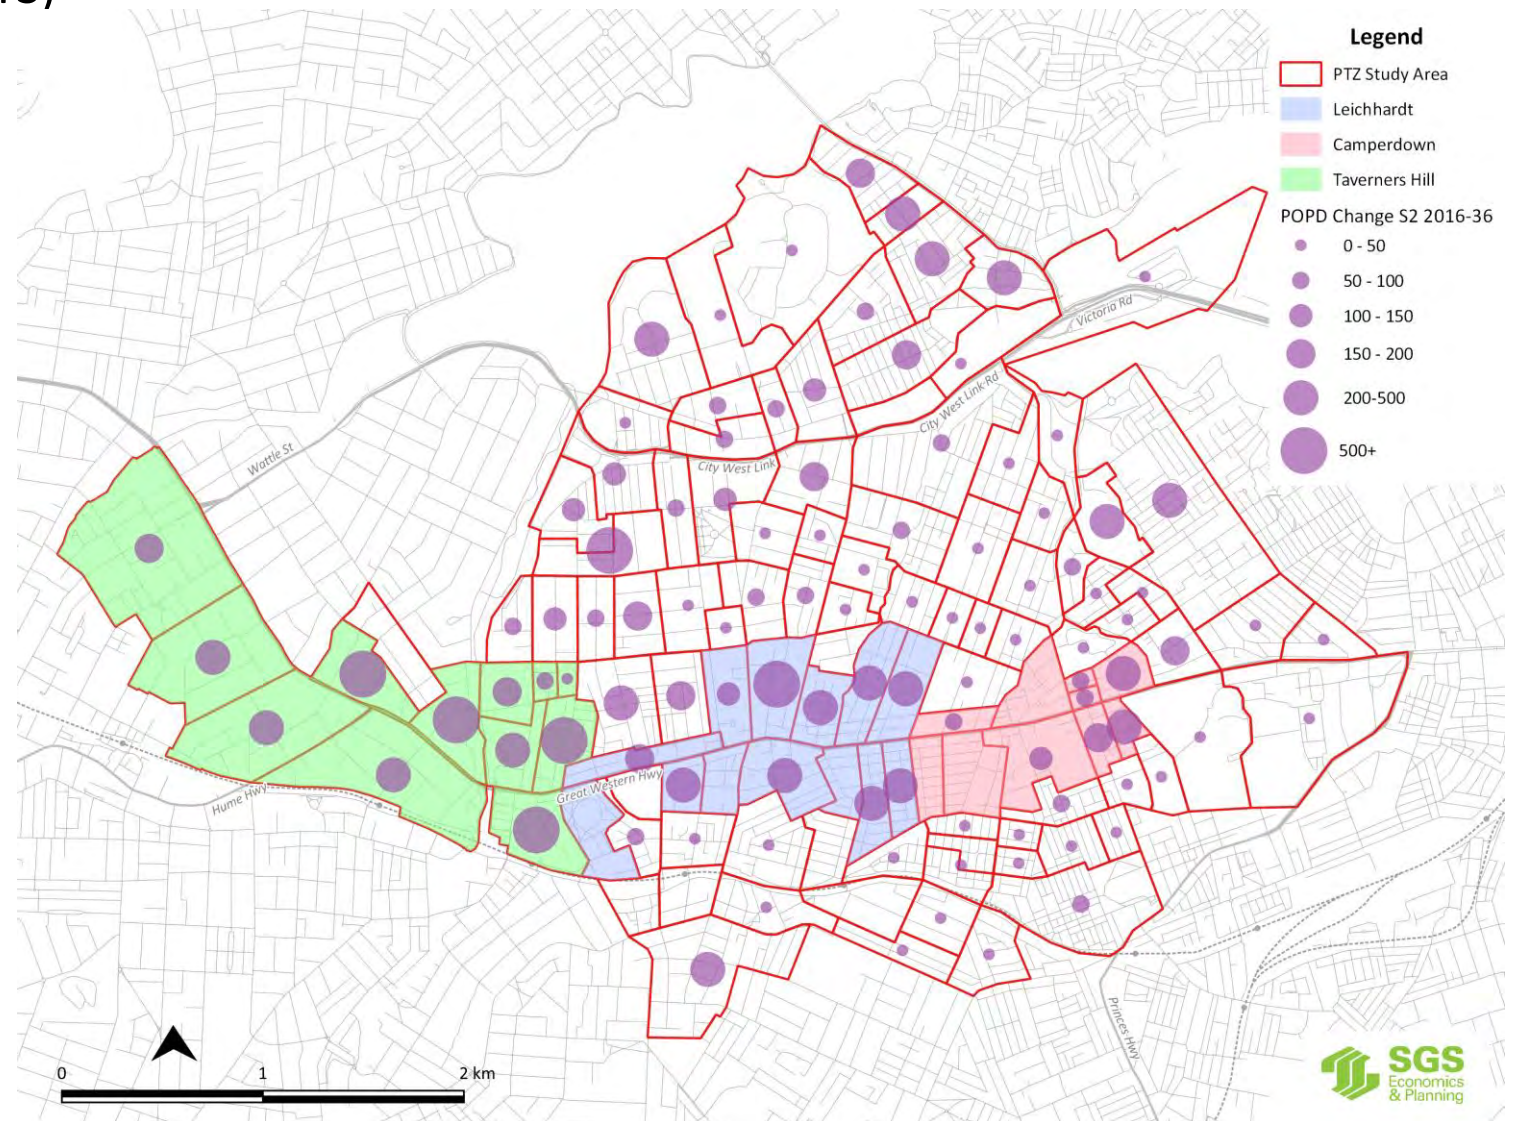 Legend
PTZ Study Area
Leichhardt
Camperdown
Taverners Hill
POPD Change S2 2016-36
0 - 50
50 - 100
100 - 150
150 - 200
200-500
500+
Victoria Rd
City West Link Rd
Wattle St
City West Link
Great Western Hwy
Hume Hwy
Princes Hwy
0 1 2 km
SGS
Economics
& Planning